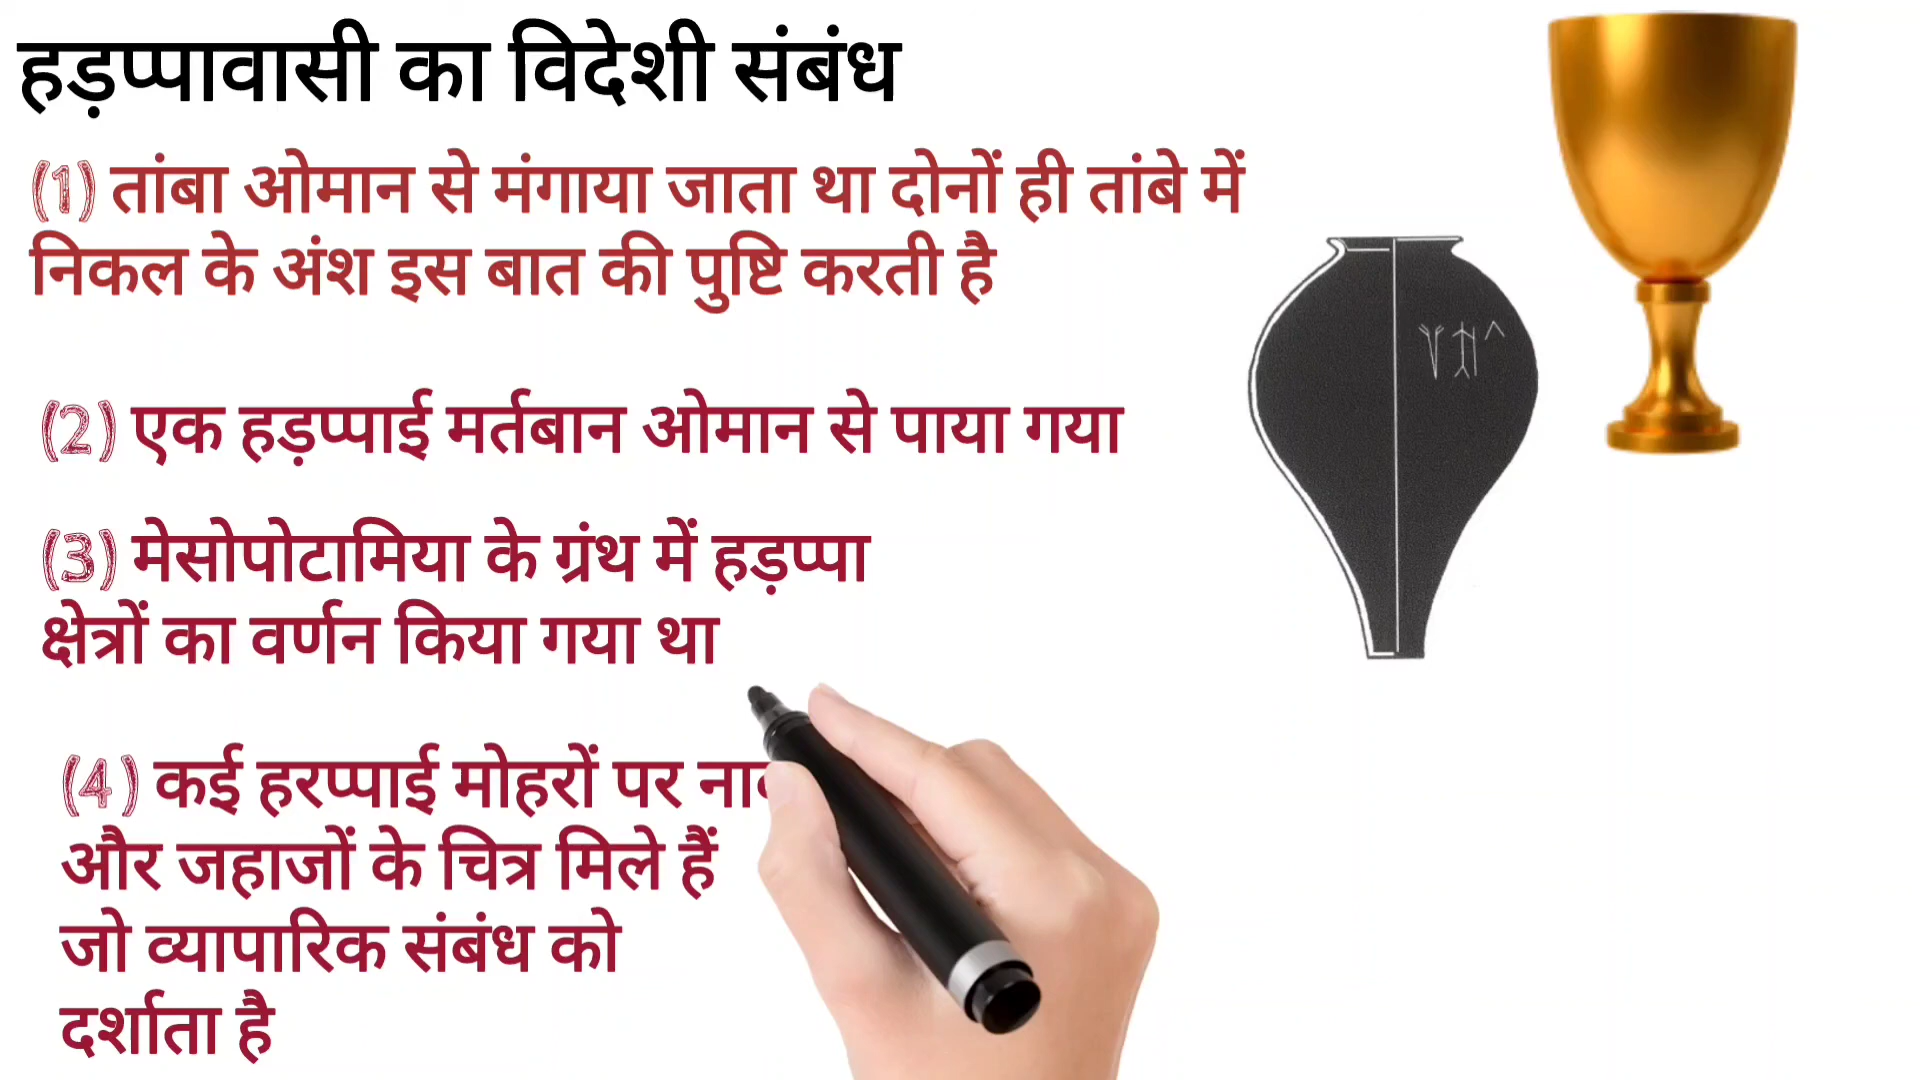 हड़प्पावासी का विदेशी संबंध
(1) तांबा ओमान से मंगाया जाता था दोनों ही तांबे में
निकल के अंश इस बात की पुष्टि करती है
(2) एक हड़प्पाई मर्तबान ओमान से पाया गया
(3) मेसोपोटामिया के ग्रंथ में हड़प्पा
क्षेत्रों का वर्णन किया गया था
(4) कई हरप्पाई मोहरों पर
और जहाजों के चित्र मिले हैं
जो व्यापारिक संबंध को
दर्शाता है